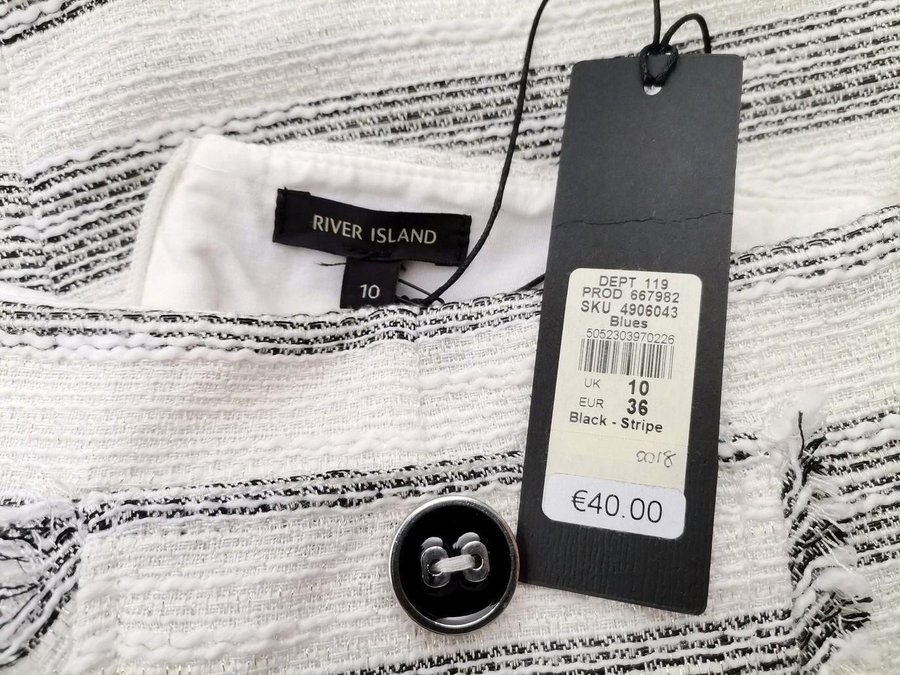 RIVER ISLAND
10
DEPT 119
PROD 667982
SKU 4906043
Blues
5052303970226
UK 10
EUR 36
Black - Stripe
0018
€40.00